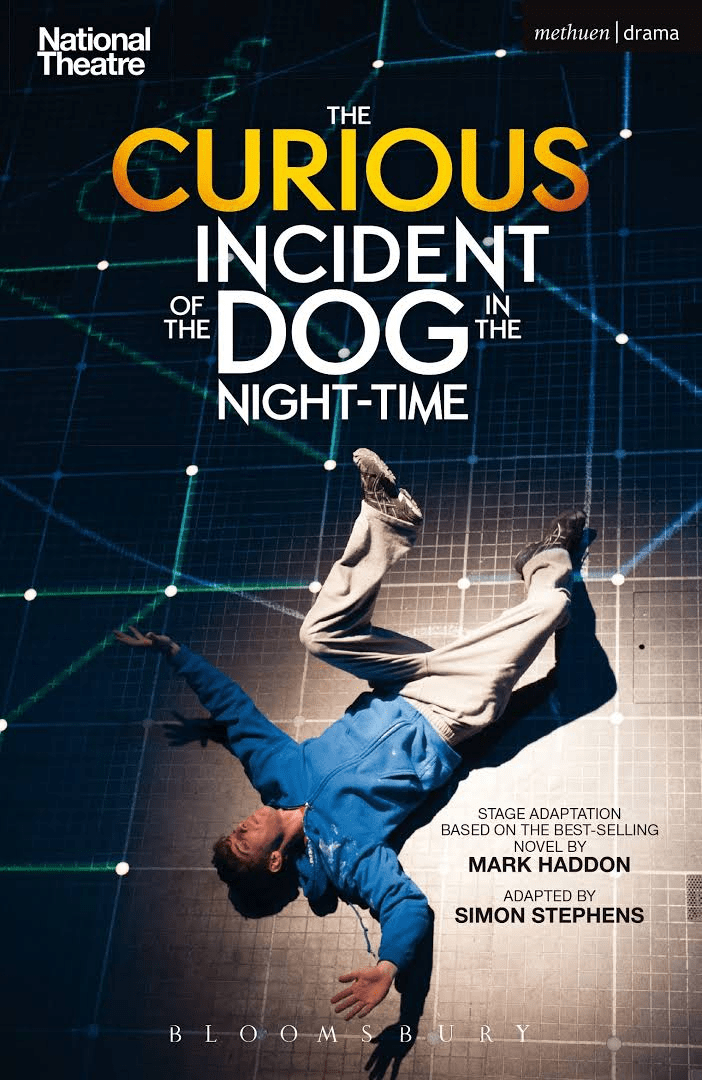 National
Theatre
methuen | drama
THE
CURIOUS
INCIDENT
OF THE DOG IN THE
NIGHT-TIME
STAGE ADAPTATION
BASED ON THE BEST-SELLING
NOVEL BY
MARK HADDON
ADAPTED BY
SIMON STEPHENS
BLOOMSBURY